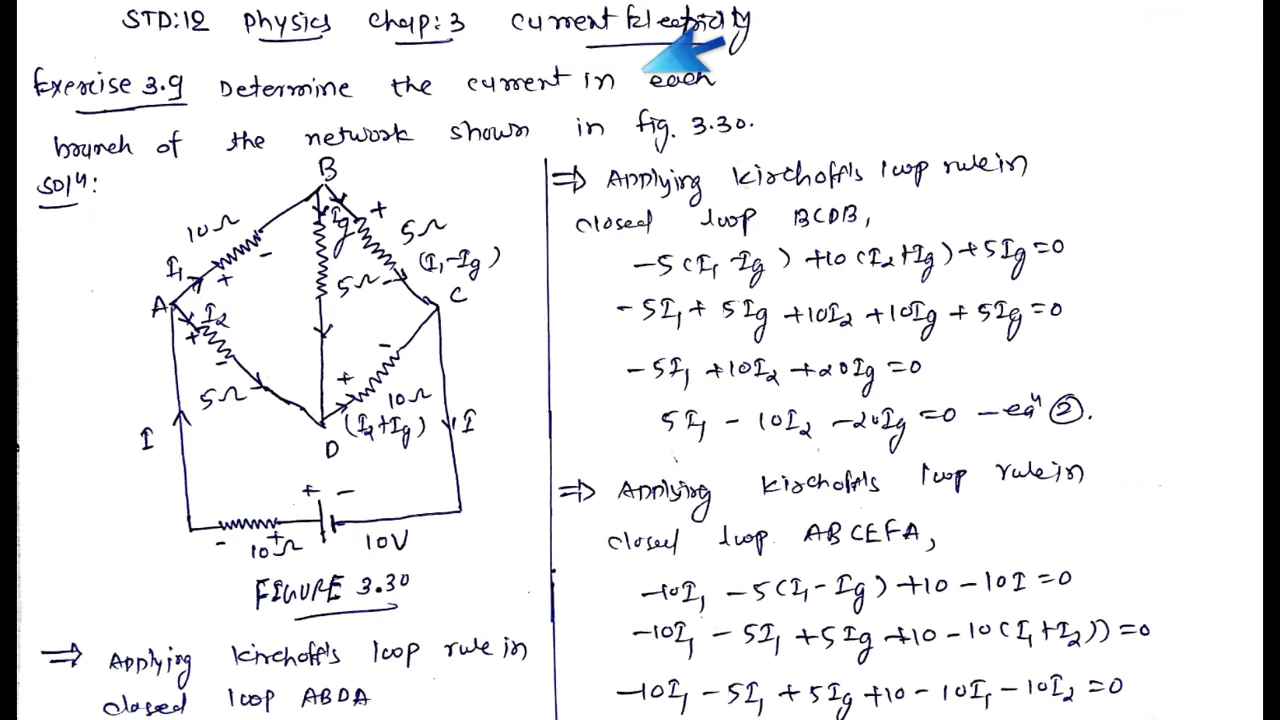 STD:12 Physics Chap: 3 Current Electricity
Exercise 3.9 Determine the current in each
branch of the network shown in fig. 3.30.
Solⁿ:
B
10Ω
+
-
I₁
Ig
+
5Ω
(I₁-Ig)
5Ω
-
A
I₂
+
-
C
5Ω
+
-
10Ω
(I₂+Ig)
D
I
I
+ -
- + 
10Ω
10V
FIGURE 3.30
⇒ Applying kirchoff's loop rule in
closed loop ABDA
⇒ Applying kirchoff's loop rule in
closed loop BCDB,
-5(I₁-Ig) +10(I₂+Ig)+5Ig=0
-5I₁+ 5Ig +10I₂ +10Ig + 5Ig=0
-5I₁ +10I₂ +20Ig =0
5I₁ - 10I₂ -20Ig =0 -eqⁿ ②.
⇒ Applying kirchoff's loop rule in
closed loop ABCEFA,
-10I₁ -5(I₁-Ig) +10 -10I =0
-10I₁ - 5I₁ +5Ig +10 -10(I₁+I₂))=0
-10I₁ -5I₁ +5Ig +10 -10I₁ -10I₂ =0